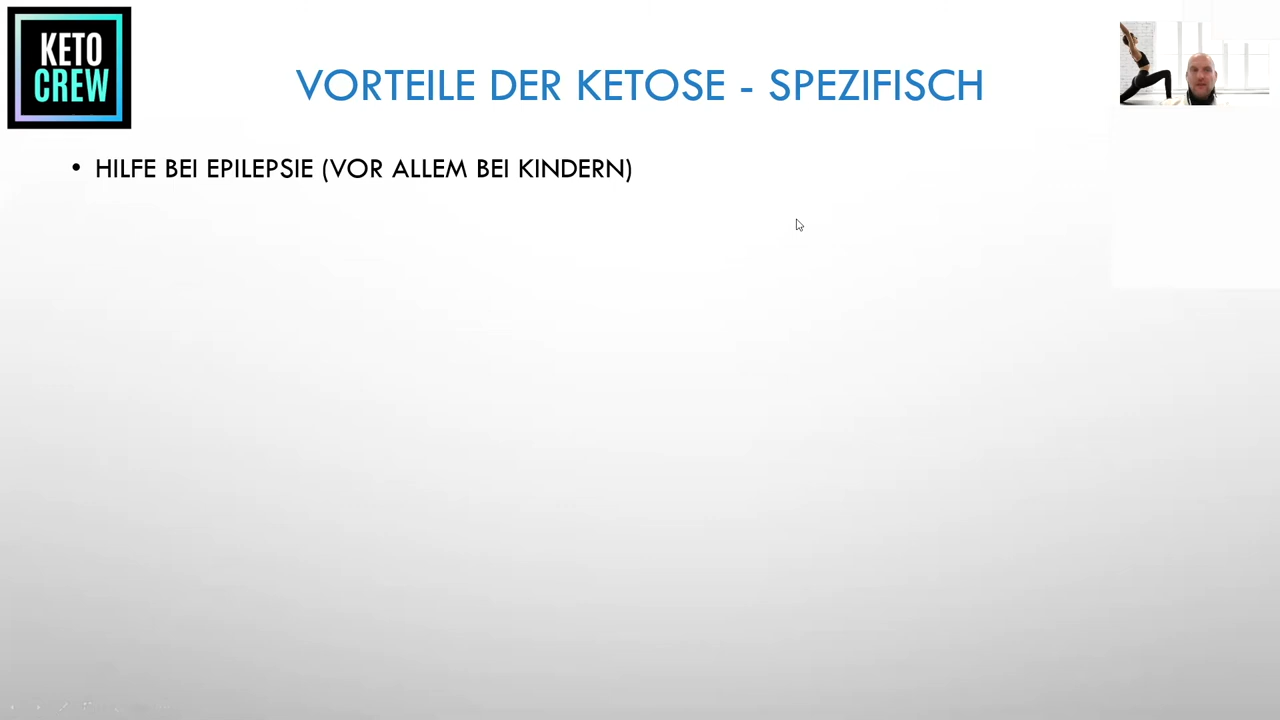 KETO
CREW
VORTEILE DER KETOSE - SPEZIFISCH
• HILFE BEI EPILEPSIE (VOR ALLEM BEI KINDERN)